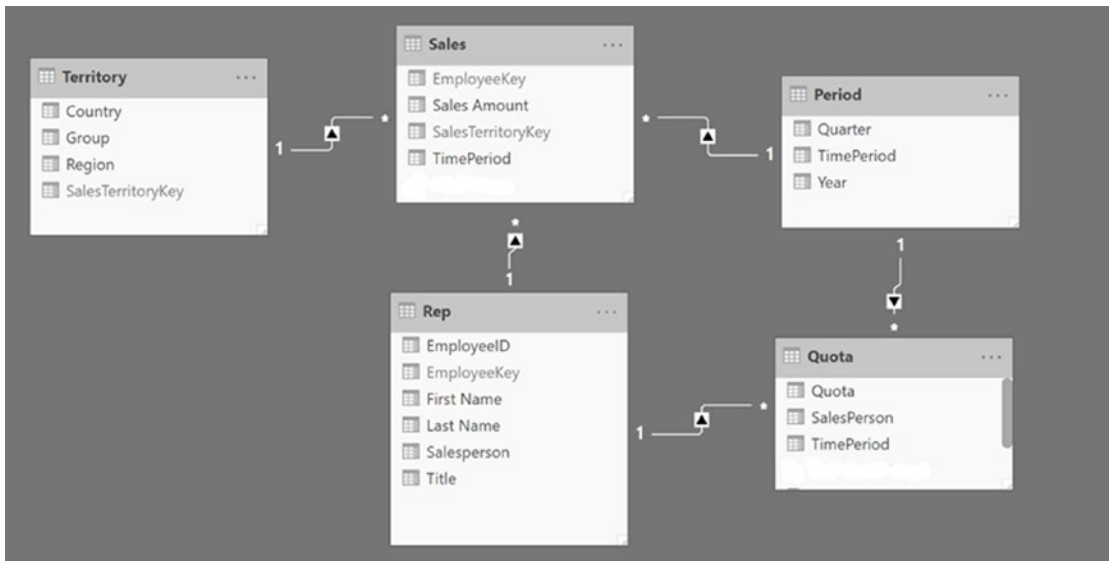 Territory
Country
Group
Region
SalesTerritoryKey
1
*
Sales
EmployeeKey
Sales Amount
SalesTerritoryKey
TimePeriod
*
1
Period
Quarter
TimePeriod
Year
*
1
1
*
Rep
EmployeeID
EmployeeKey
First Name
Last Name
Salesperson
Title
1
*
Quota
Quota
SalesPerson
TimePeriod